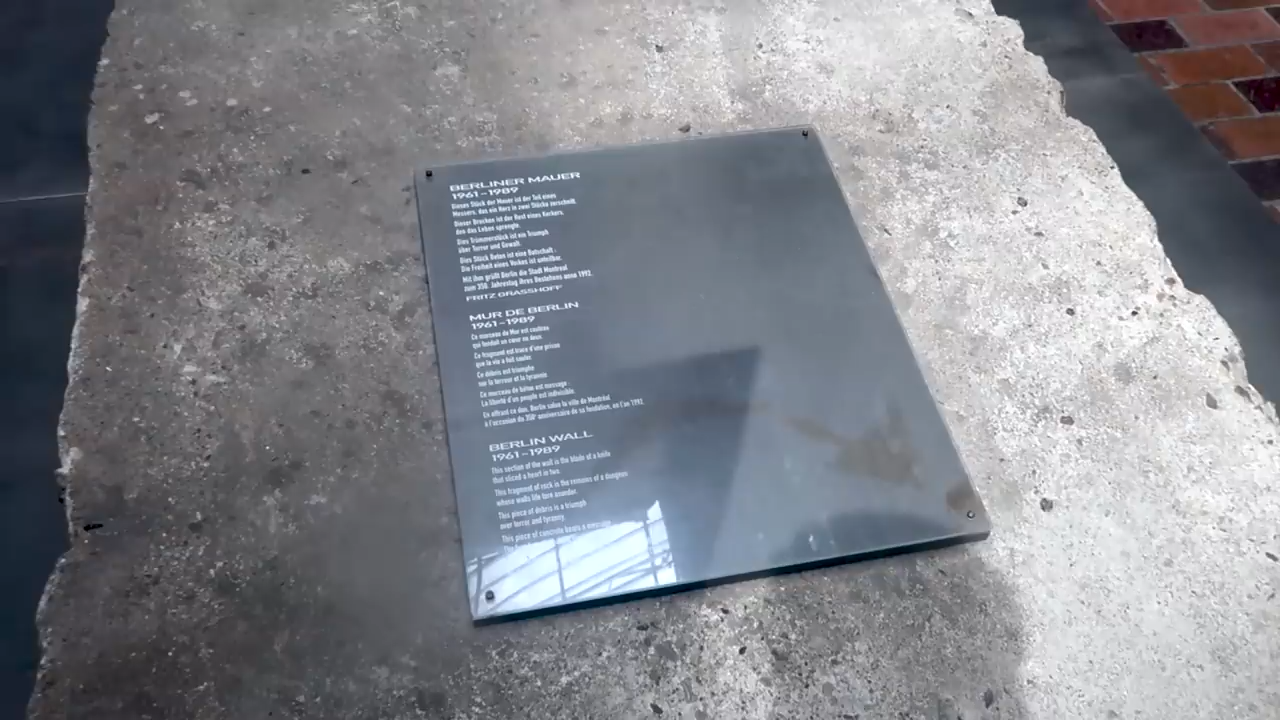 BERLINER MAUER
1961–1989
Dieses Stück der Mauer ist der Teil eines
Messers, das ein Herz in zwei Stücke zerschnitt.
Dieser Brocken ist der Rest eines Kerkers,
den das Leben sprengte.
Dies Trümmerstück ist ein Triumph
über Terror und Gewalt.
Dies Stück Beton ist eine Botschaft :
Die Freiheit eines Volkes ist unteilbar.
Mit ihm grüßt Berlin die Stadt Montreal
zum 350. Jahrestag ihres Bestehens anno 1992.
FRITZ GRASSHOFF
MUR DE BERLIN
1961–1989
Ce morceau de Mur est couteau
qui fendait un cœur en deux.
Ce fragment est trace d'une prison
que la vie a fait sauter.
Ce débris est triomphe
sur la terreur et la tyrannie
Ce morceau de béton est message :
La liberté d'un peuple est indivisible.
En offrant ce don, Berlin salue la ville de Montréal
à l'occasion du 350e anniversaire de sa fondation, en l'an 1992.
BERLIN WALL
1961–1989
This section of the wall is the blade of a knife
that sliced a heart in two.
This fragment of rock is the remains of a dungeon
whose walls life tore asunder.
This piece of debris is a triumph
over terror and tyranny.
This piece of concrete bears a message
The